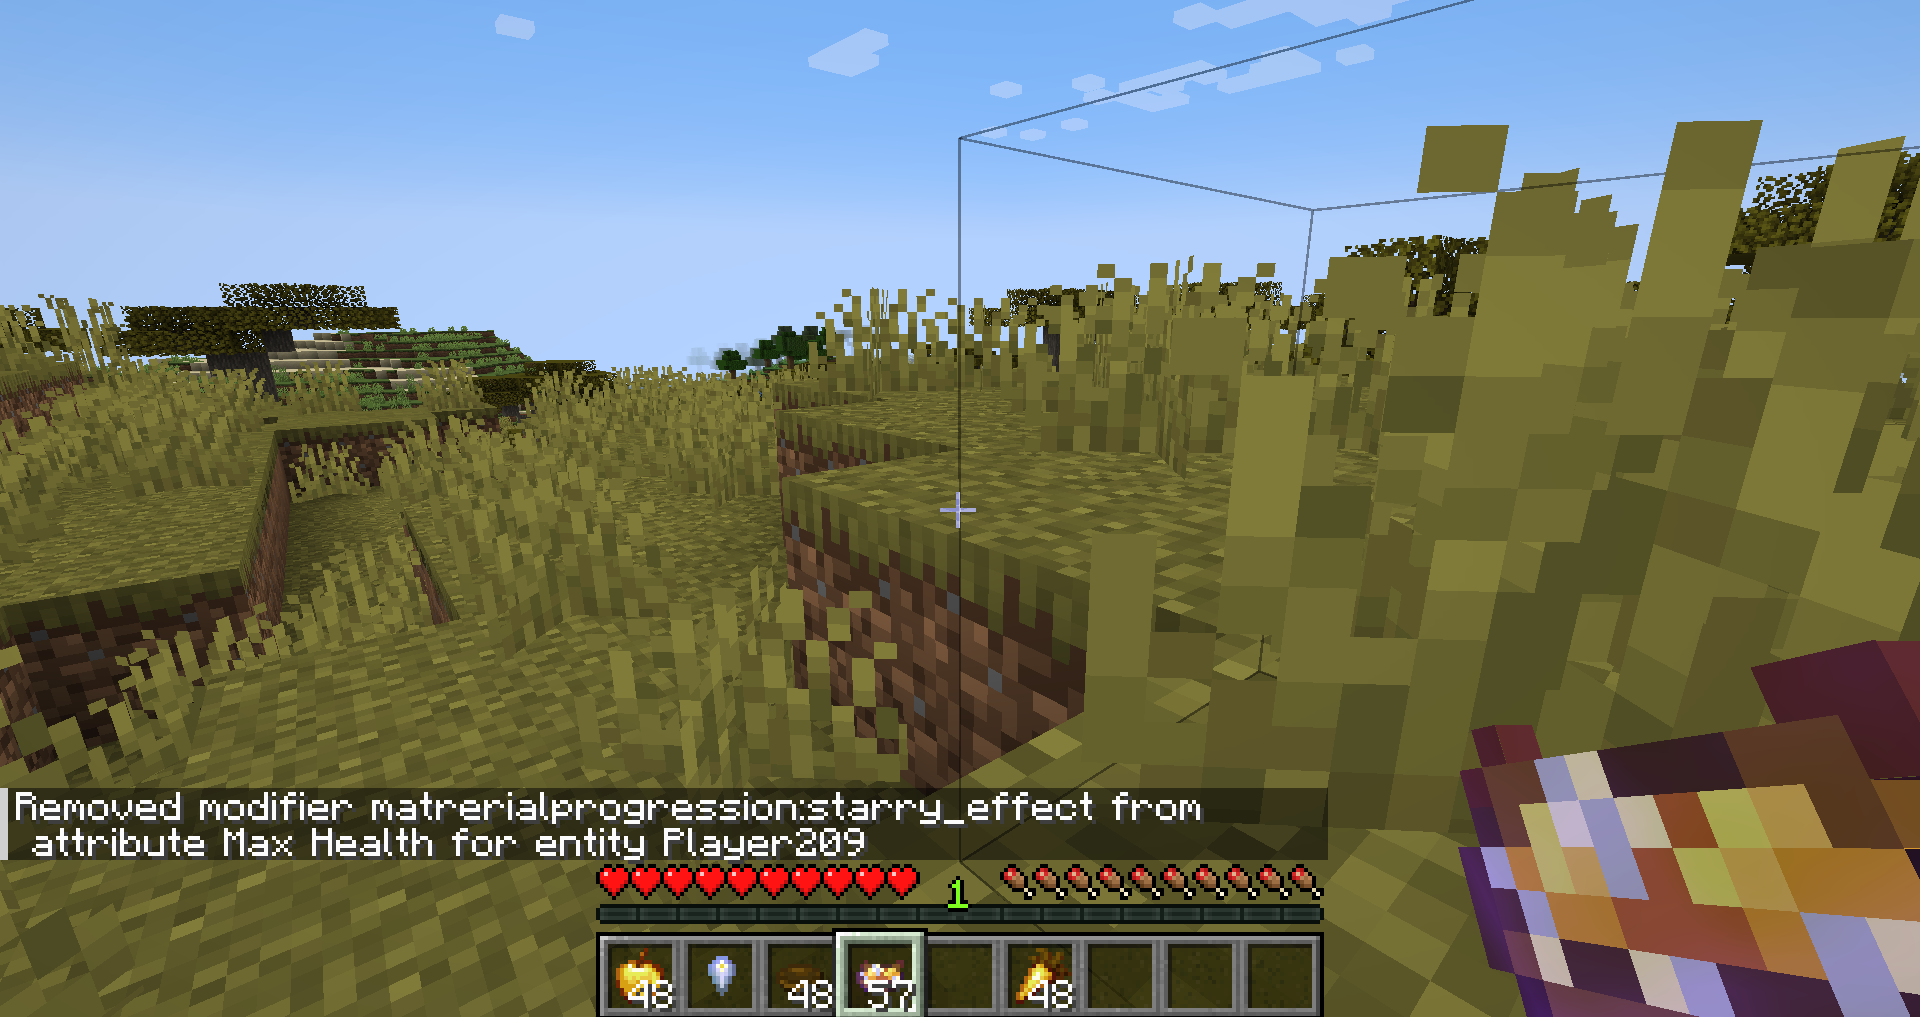 Removed modifier matrerialprogression:starry_effect from
attribute Max Health for entity Player209
1
48
48
57
48